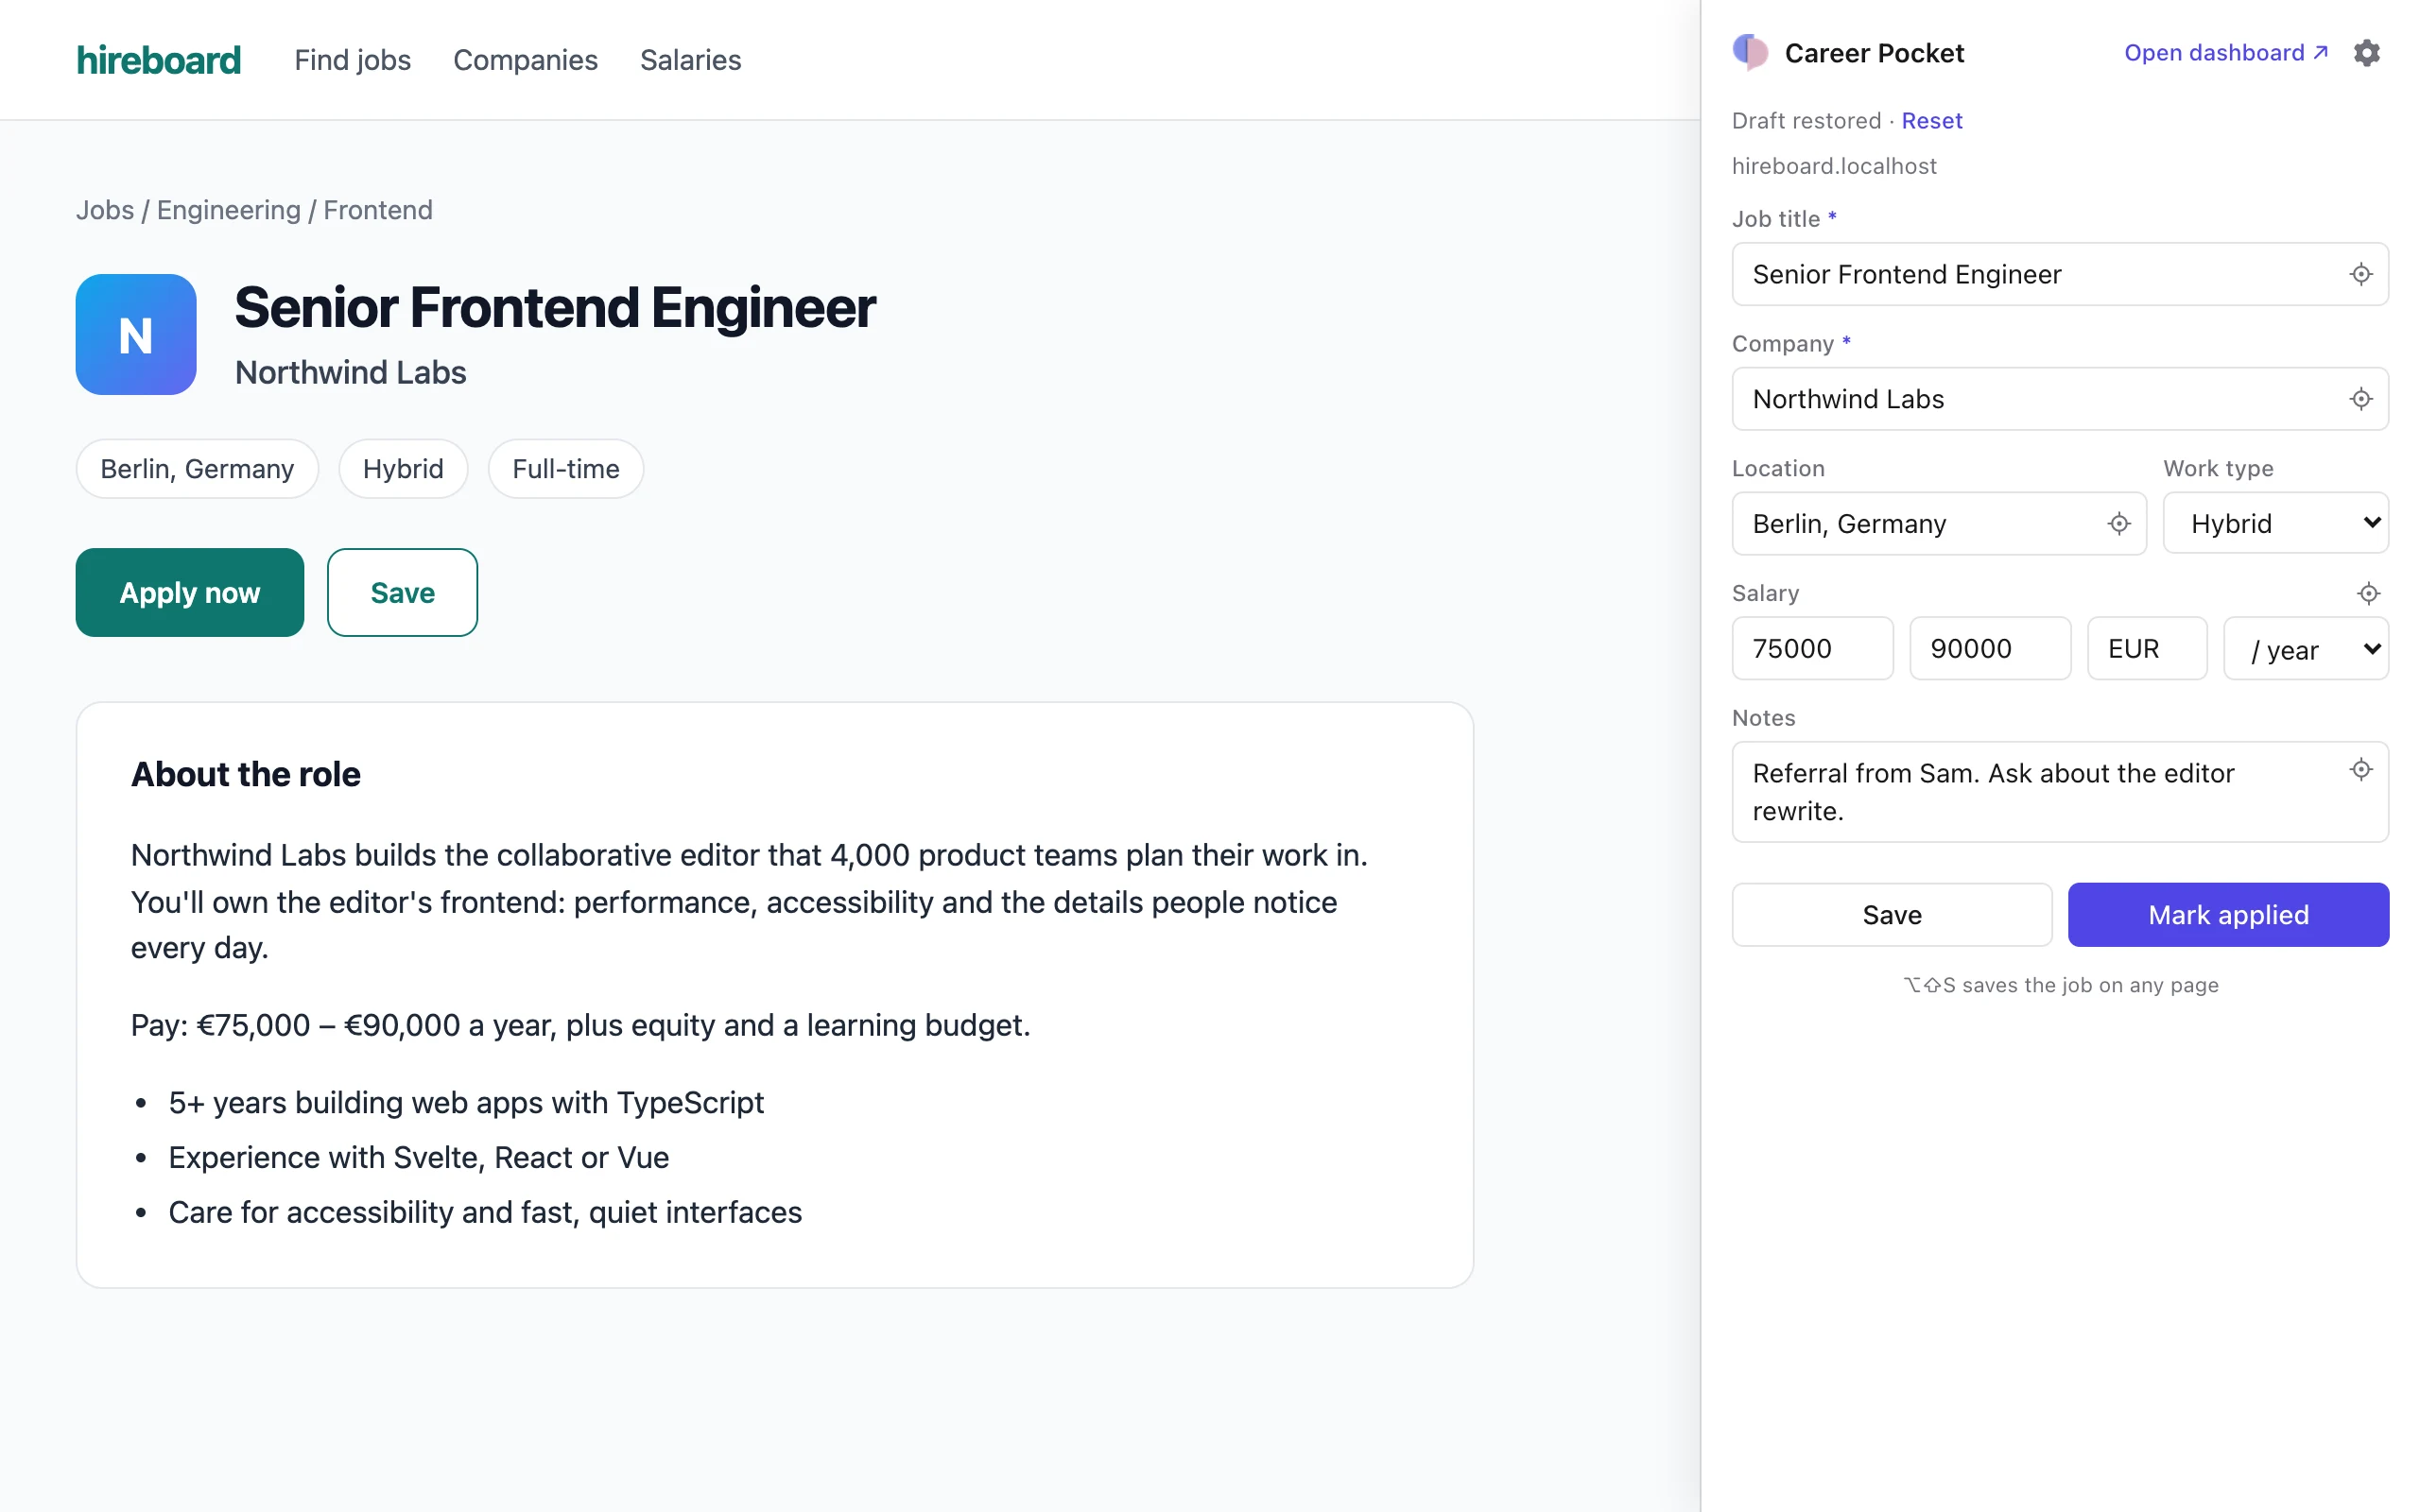 hireboard
Find jobs
Companies
Salaries
Jobs / Engineering / Frontend
N
Senior Frontend Engineer
Northwind Labs
Berlin, Germany
Hybrid
Full-time
Apply now
Save
About the role
Northwind Labs builds the collaborative editor that 4,000 product teams plan their work in.
You'll own the editor's frontend: performance, accessibility and the details people notice
every day.
Pay: €75,000 – €90,000 a year, plus equity and a learning budget.
• 5+ years building web apps with TypeScript
• Experience with Svelte, React or Vue
• Care for accessibility and fast, quiet interfaces
Career Pocket
Open dashboard ↗
Draft restored · Reset
hireboard.localhost
Job title *
Senior Frontend Engineer
Company *
Northwind Labs
Location
Work type
Berlin, Germany
Hybrid
Salary
75000
90000
EUR
/ year
Notes
Referral from Sam. Ask about the editor
rewrite.
Save
Mark applied
⌥⇧S saves the job on any page